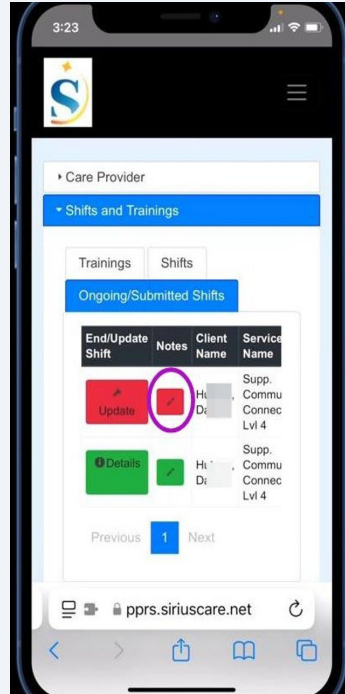 3:23
S
Care Provider
Shifts and Trainings
Trainings Shifts
Ongoing/Submitted Shifts
End/Update Shift Notes Client Name Service Name
Update
Supp.
Commu
Connec
Lvl 4
Details
Supp.
Commu
Connec
Lvl 4
Previous 1 Next
pprs.siriuscare.net